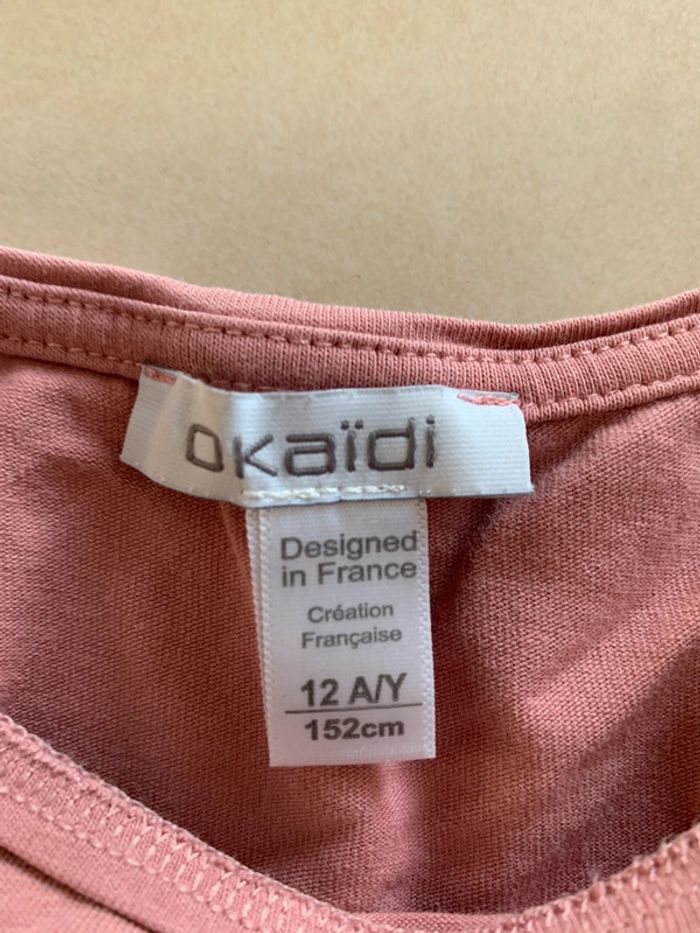 okaïdi
Designed
in France
Création
Française
12 A/Y
152cm